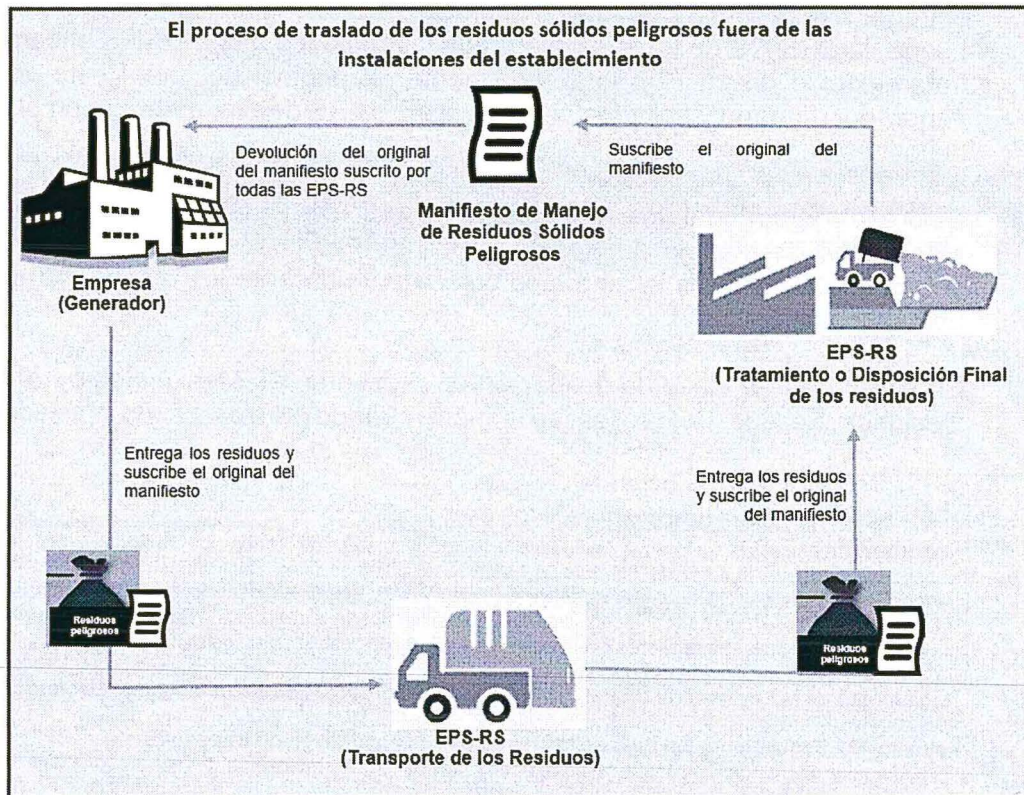 El proceso de traslado de los residuos sólidos peligrosos fuera de las
Instalaciones del establecimiento
Devolución del original
del manifiesto suscrito por
todas las EPS-RS
Suscribe el original del
manifiesto
Manifiesto de Manejo
de Residuos Sólidos
Peligrosos
Empresa
(Generador)
EPS-RS
(Tratamiento o Disposición Final
de los residuos)
Entrega los residuos y
suscribe el original del
manifiesto
Entrega los residuos
y suscribe el original
del manifiesto
Residuos
peligrosos
Residuos
peligrosos
EPS-RS
(Transporte de los Residuos)